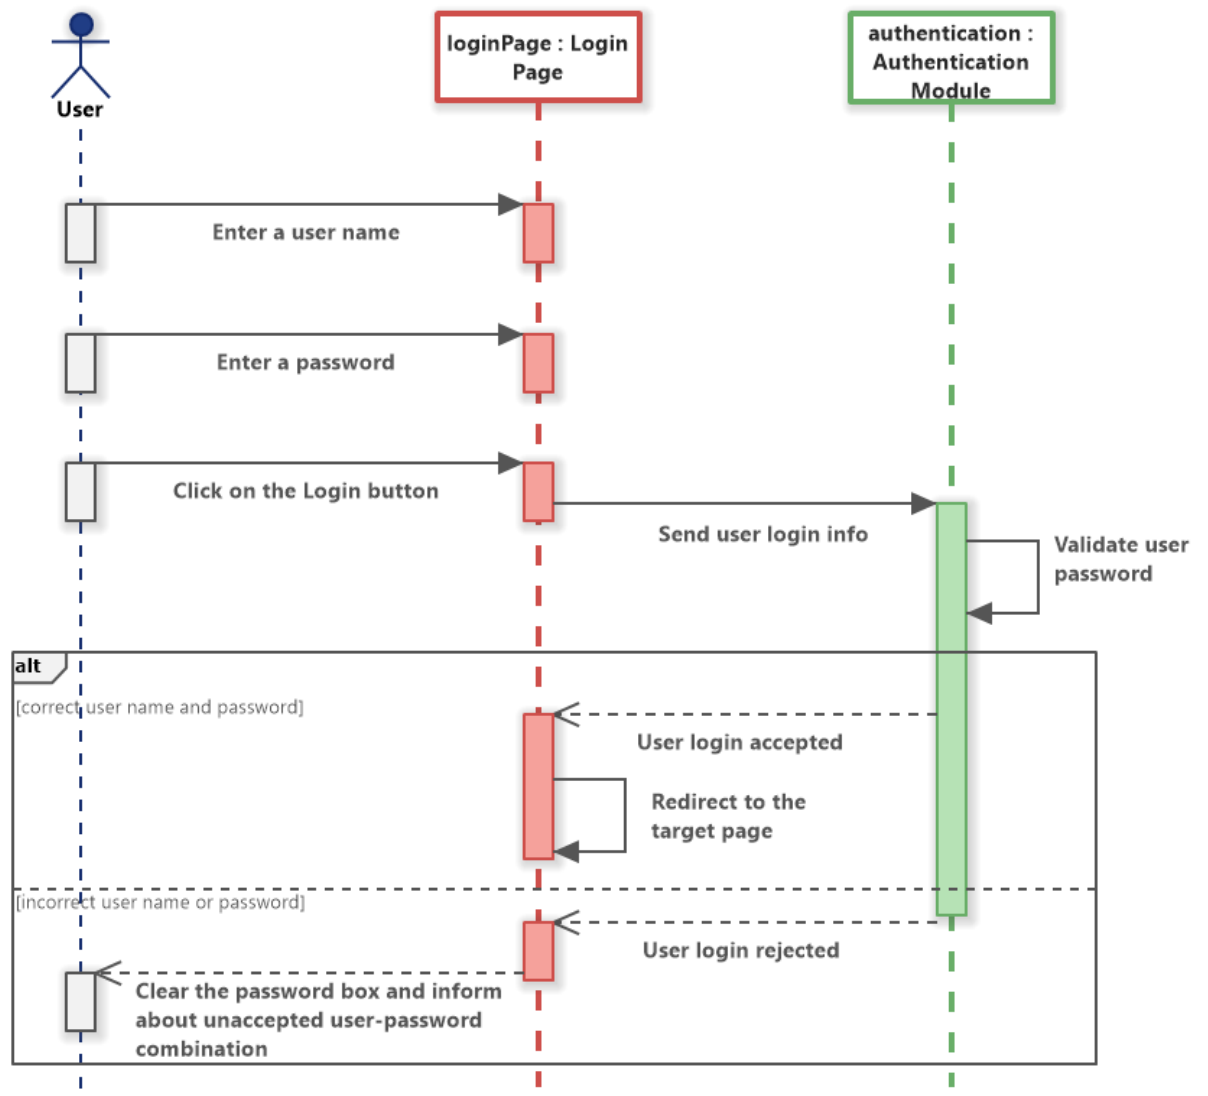 User
loginPage : Login
Page
authentication :
Authentication
Module
Enter a user name
Enter a password
Click on the Login button
Send user login info
Validate user
password
alt
[correct user name and password]
User login accepted
Redirect to the
target page
[incorrect user name or password]
User login rejected
Clear the password box and inform
about unaccepted user-password
combination